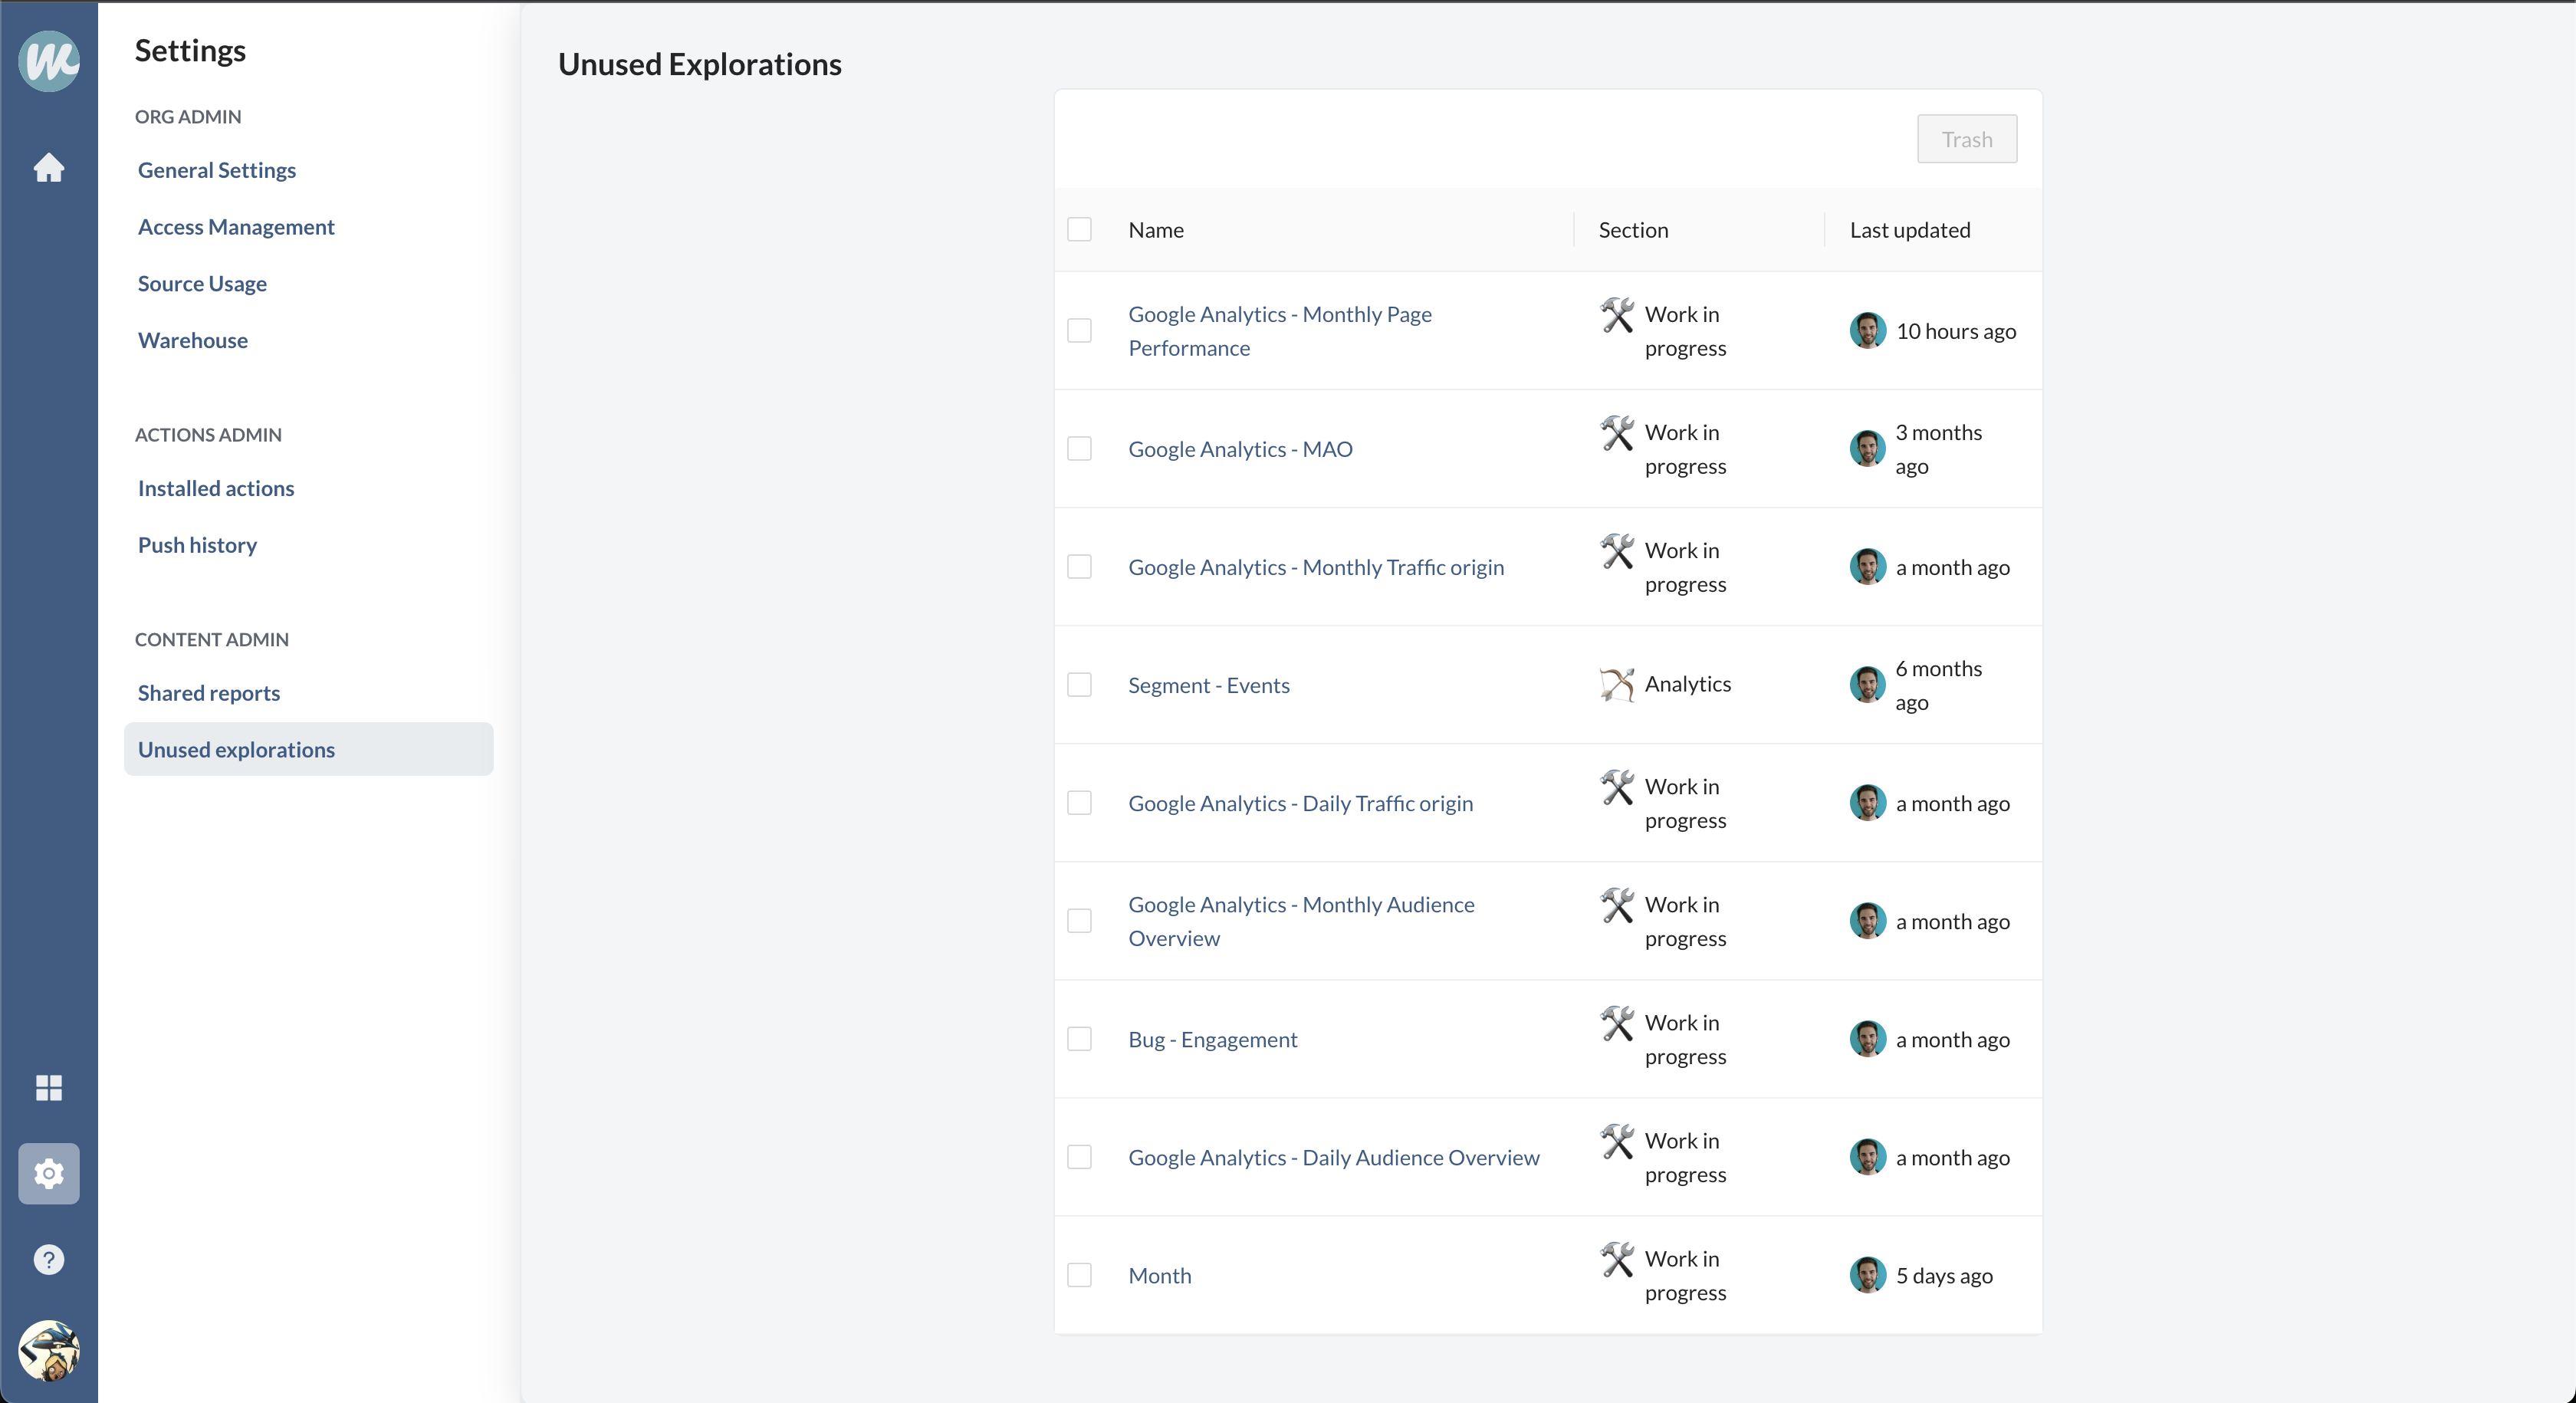 Settings
ORG ADMIN
General Settings
Access Management
Source Usage
Warehouse
ACTIONS ADMIN
Installed actions
Push history
CONTENT ADMIN
Shared reports
Unused explorations
?
Unused Explorations
Trash
Name
Section
Last updated
Google Analytics - Monthly Page
Performance
Work in
progress
10 hours ago
Google Analytics - MAO
Work in
progress
3 months
ago
Google Analytics - Monthly Traffic origin
Work in
progress
a month ago
Segment - Events
Analytics
6 months
ago
Google Analytics - Daily Traffic origin
Work in
progress
a month ago
Google Analytics - Monthly Audience
Overview
Work in
progress
a month ago
Bug - Engagement
Work in
progress
a month ago
Google Analytics - Daily Audience Overview
Work in
progress
a month ago
Month
Work in
progress
5 days ago